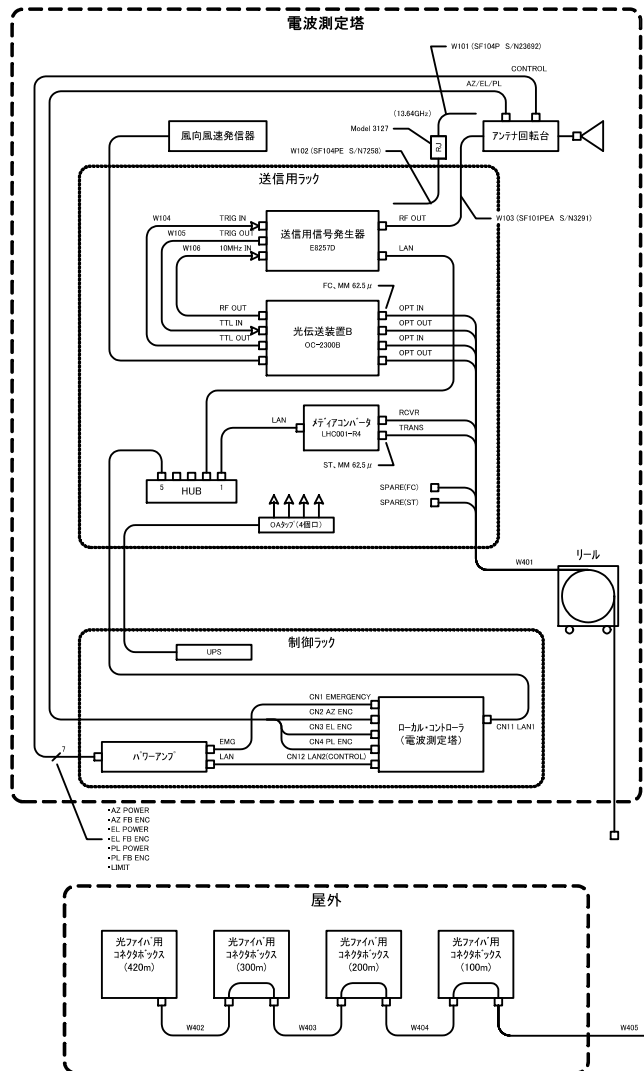 電波測定塔
W101 (SF104P S/N23692)
CONTROL
AZ/EL/PL
(13.64GHz)
Model 3127
RJ
W102 (SF104PE S/N7258)
風向風速発信器
アンテナ回転台
送信用ラック
W103 (SF101PEA S/N3291)
W104
TRIG IN
W105
TRIG OUT
W106
10MHz IN
送信用信号発生器
E8257D
RF OUT
LAN
FC、MM 62.5μ
RF OUT
TTL IN
TTL OUT
光伝送装置B
OC-2300B
OPT IN
OPT OUT
OPT IN
OPT OUT
LAN
メディアコンバータ
LHC001-R4
RCVR
TRANS
ST、MM 62.5μ
5
HUB
1
SPARE(FC)
SPARE(ST)
OAタップ(4個口)
W401
リール
制御ラック
UPS
CN1 EMERGENCY
CN2 AZ ENC
CN3 EL ENC
CN4 PL ENC
CN12 LAN2(CONTROL)
ローカル・コントローラ
(電波測定塔)
CN11 LAN1
7
パワーアンプ
EMG
LAN
・AZ POWER
・AZ FB ENC
・EL POWER
・EL FB ENC
・PL POWER
・PL FB ENC
・LIMIT
屋外
光ファイバ用
コネクタボックス
(420m)
光ファイバ用
コネクタボックス
(300m)
光ファイバ用
コネクタボックス
(200m)
光ファイバ用
コネクタボックス
(100m)
W402
W403
W404
W405